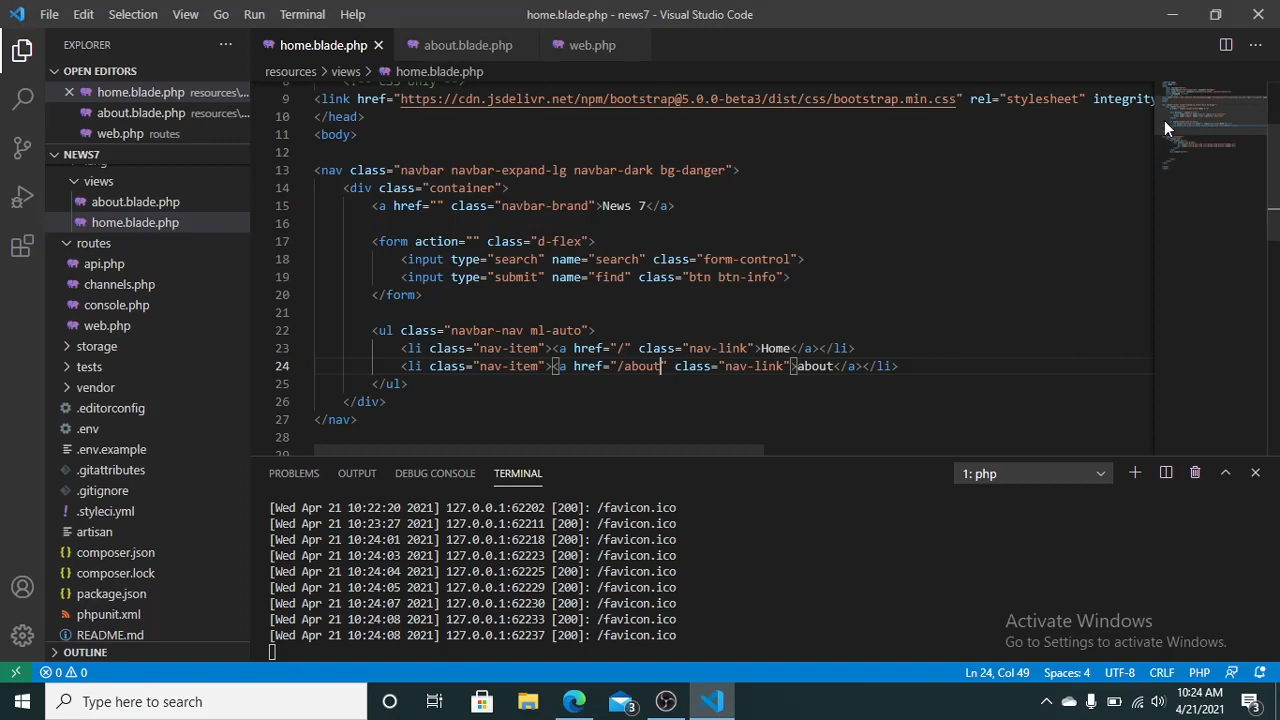 File Edit Selection View Go Run Terminal Help home.blade.php - news7 - Visual Studio Code
EXPLORER ··· home.blade.php about.blade.php web.php ···
OPEN EDITORS resources > views > home.blade.php
home.blade.php resources\...
about.blade.php resources\...
web.php routes
NEWS7
views
about.blade.php
home.blade.php
routes
api.php
channels.php
console.php
web.php
storage
tests
vendor
.editorconfig
.env
.env.example
.gitattributes
.gitignore
.styleci.yml
artisan
composer.json
composer.lock
package.json
phpunit.xml
README.md
OUTLINE
9 <link href="https://cdn.jsdelivr.net/npm/bootstrap@5.0.0-beta3/dist/css/bootstrap.min.css" rel="stylesheet" integrity
10 </head>
11 <body>
12
13 <nav class="navbar navbar-expand-lg navbar-dark bg-danger">
14 <div class="container">
15 <a href="" class="navbar-brand">News 7</a>
16
17 <form action="" class="d-flex">
18 <input type="search" name="search" class="form-control">
19 <input type="submit" name="find" class="btn btn-info">
20 </form>
21
22 <ul class="navbar-nav ml-auto">
23 <li class="nav-item"><a href="/" class="nav-link">Home</a></li>
24 <li class="nav-item"><a href="/about" class="nav-link">about</a></li>
25 </ul>
26 </div>
27 </nav>
28
29
PROBLEMS OUTPUT DEBUG CONSOLE TERMINAL 1: php
[Wed Apr 21 10:22:20 2021] 127.0.0.1:62202 [200]: /favicon.ico
[Wed Apr 21 10:23:27 2021] 127.0.0.1:62211 [200]: /favicon.ico
[Wed Apr 21 10:24:01 2021] 127.0.0.1:62218 [200]: /favicon.ico
[Wed Apr 21 10:24:03 2021] 127.0.0.1:62223 [200]: /favicon.ico
[Wed Apr 21 10:24:04 2021] 127.0.0.1:62225 [200]: /favicon.ico
[Wed Apr 21 10:24:05 2021] 127.0.0.1:62229 [200]: /favicon.ico
[Wed Apr 21 10:24:07 2021] 127.0.0.1:62230 [200]: /favicon.ico
[Wed Apr 21 10:24:08 2021] 127.0.0.1:62233 [200]: /favicon.ico
[Wed Apr 21 10:24:08 2021] 127.0.0.1:62237 [200]: /favicon.ico
Activate Windows
Go to Settings to activate Windows.
0 0 Ln 24, Col 49 Spaces: 4 UTF-8 CRLF PHP
Type here to search 3 10:24 AM
4/21/2021 3